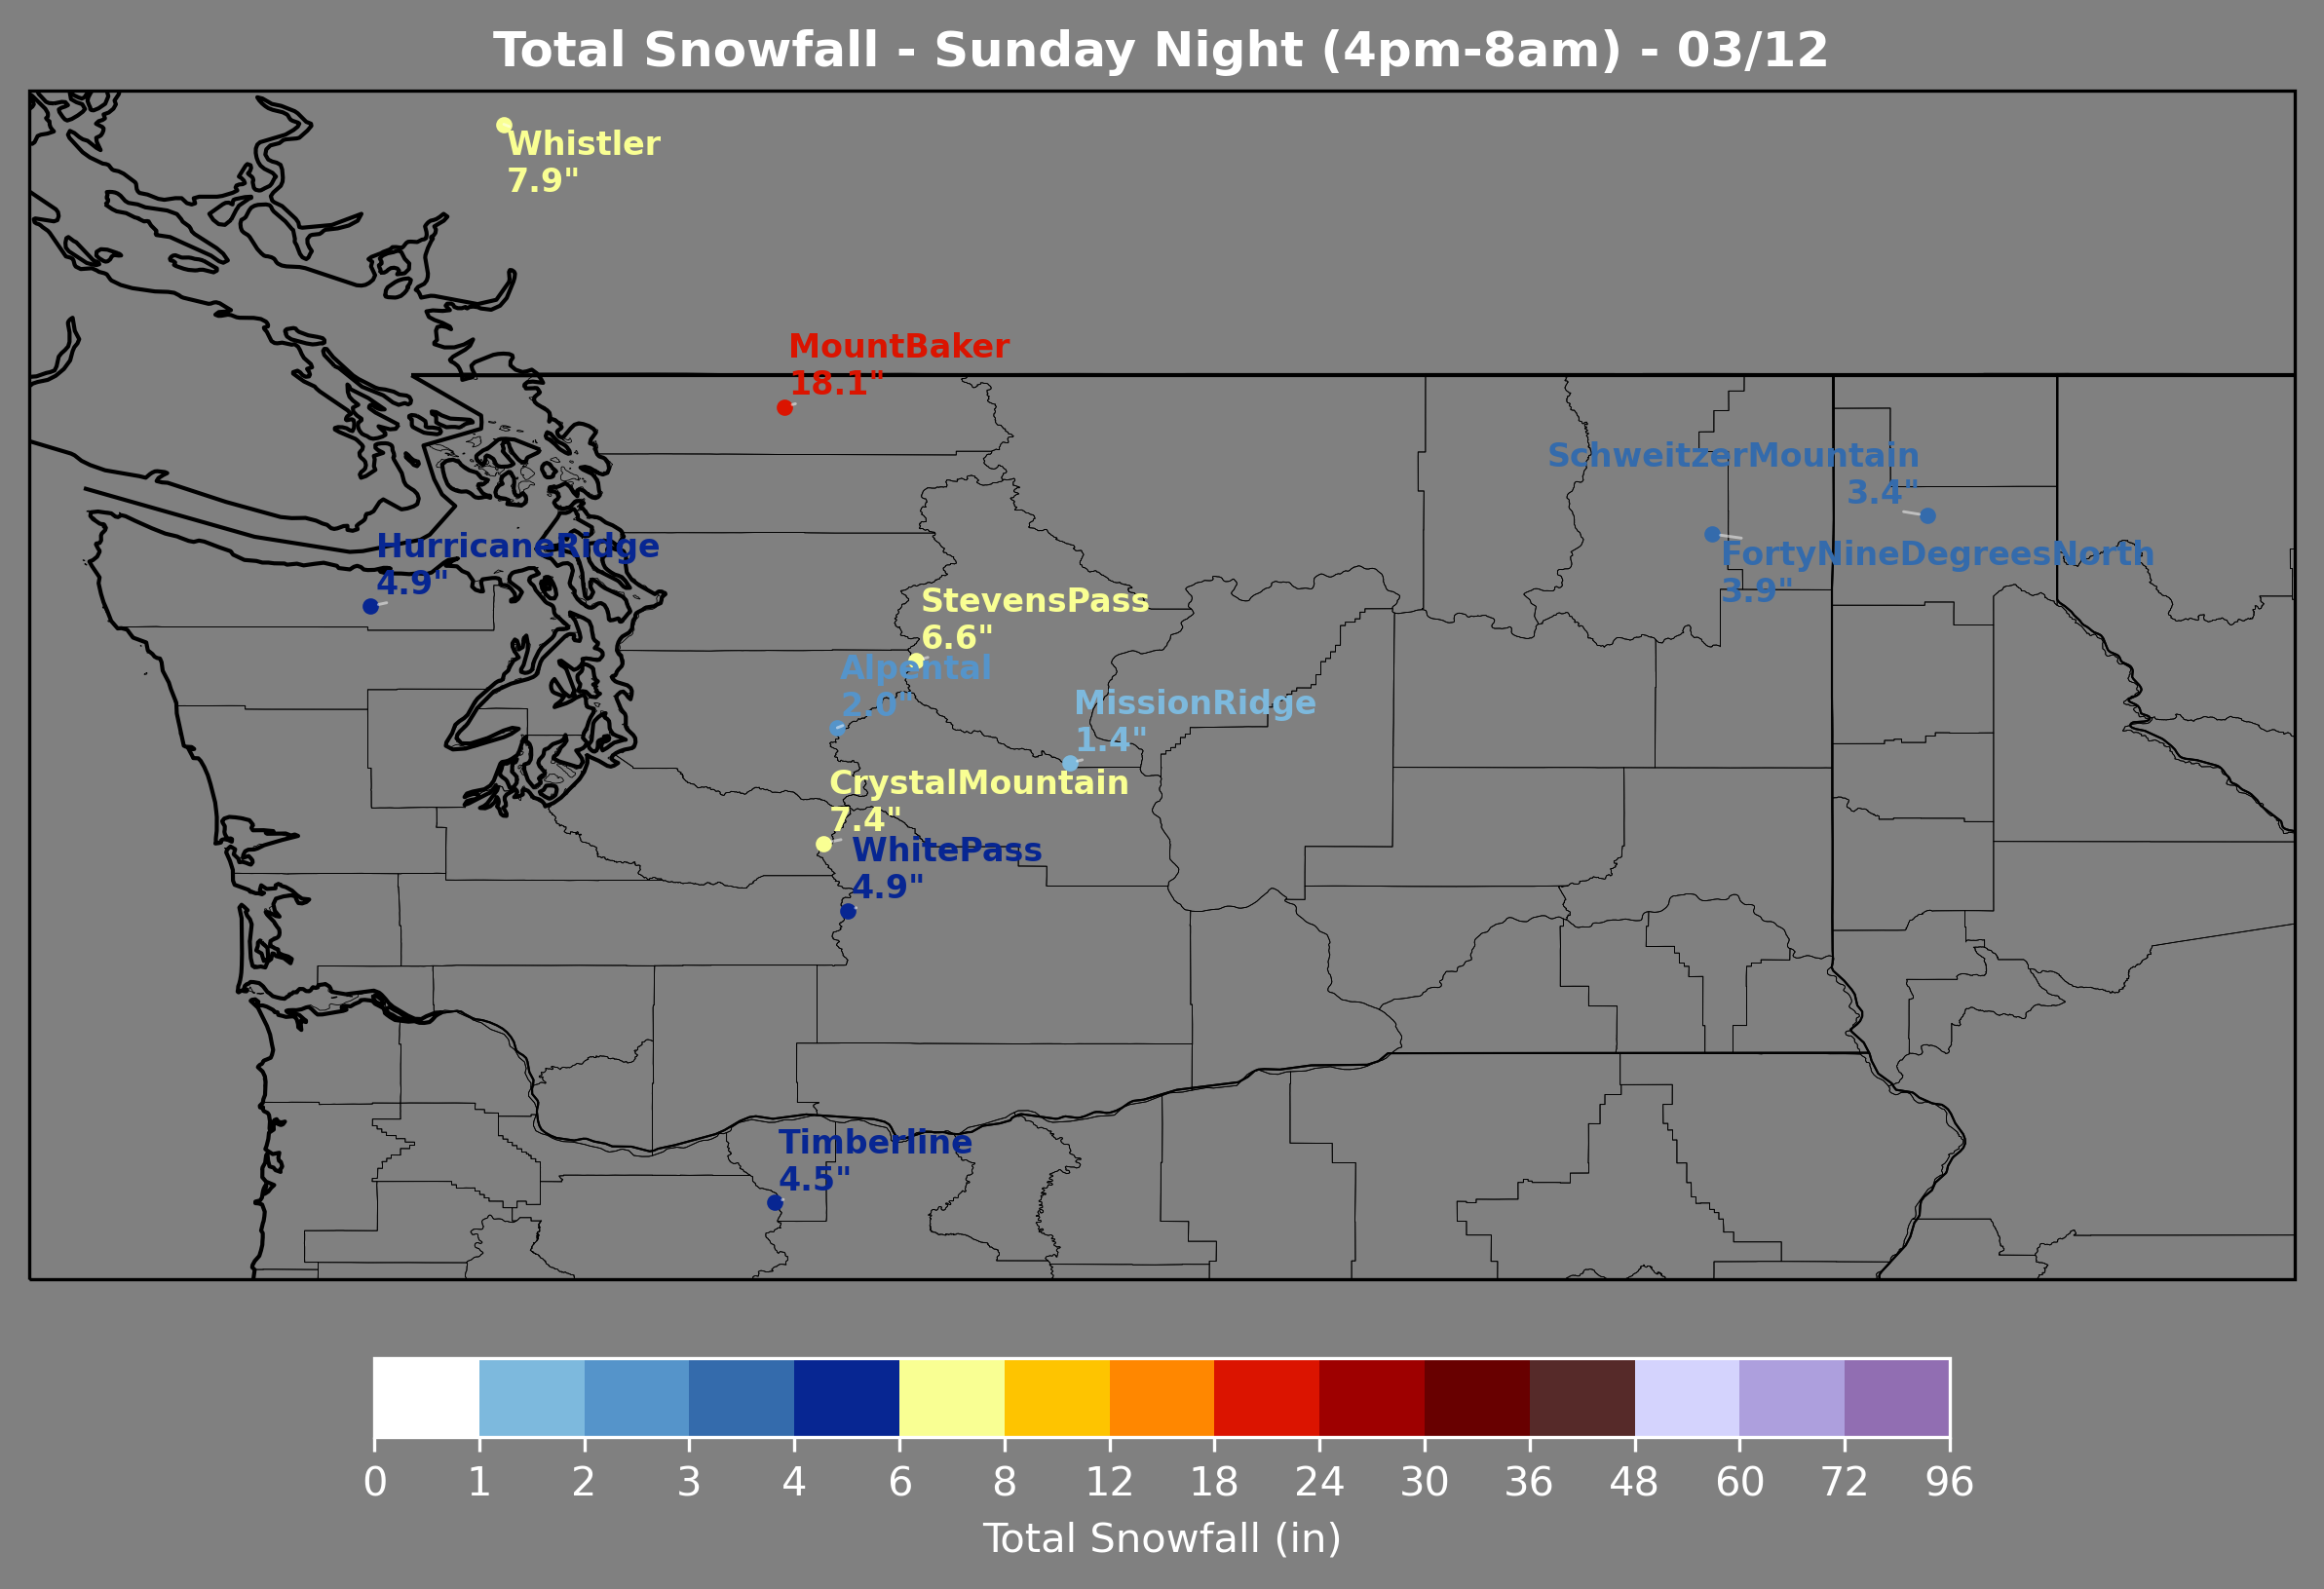 Total Snowfall - Sunday Night (4pm-8am) - 03/12
Whistler
7.9"
MountBaker
18.1"
SchweitzerMountain
3.4"
HurricaneRidge
4.9"
FortyNineDegreesNorth
3.9"
StevensPass
6.6"
Alpental
2.0"
MissionRidge
1.4"
CrystalMountain
7.4"
WhitePass
4.9"
Timberline
4.5"
0 1 2 3 4 6 8 12 18 24 30 36 48 60 72 96
Total Snowfall (in)